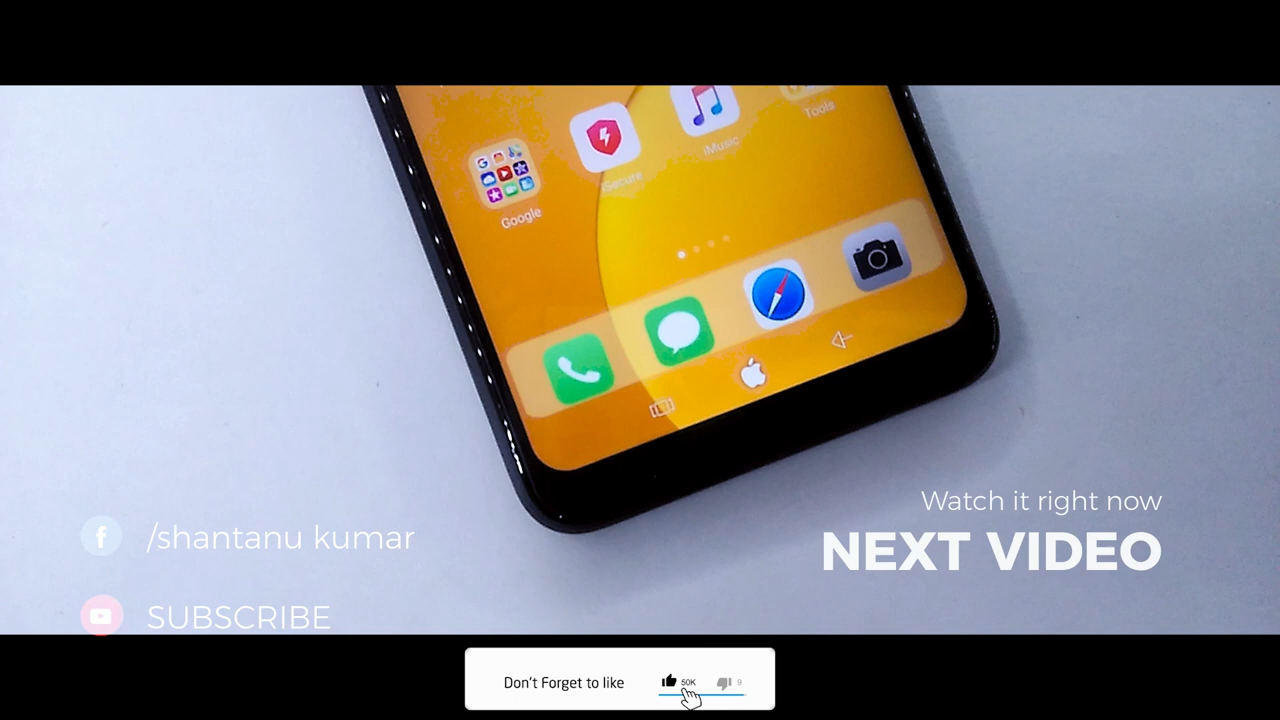 Tools
iMusic
iSecure
Google
Watch it right now
NEXT VIDEO
/shantanu kumar
SUBSCRIBE
Don't Forget to like
50K
9